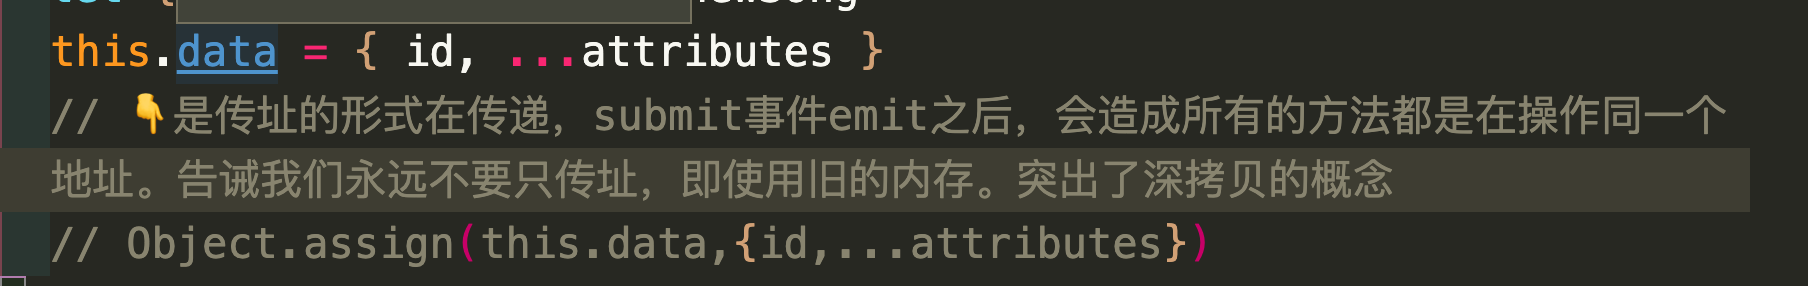 this.data = { id, ...attributes }
// 👇是传址的形式在传递，submit事件emit之后，会造成所有的方法都是在操作同一个
地址。告诫我们永远不要只传址，即使用旧的内存。突出了深拷贝的概念
// Object.assign(this.data,{id,...attributes})